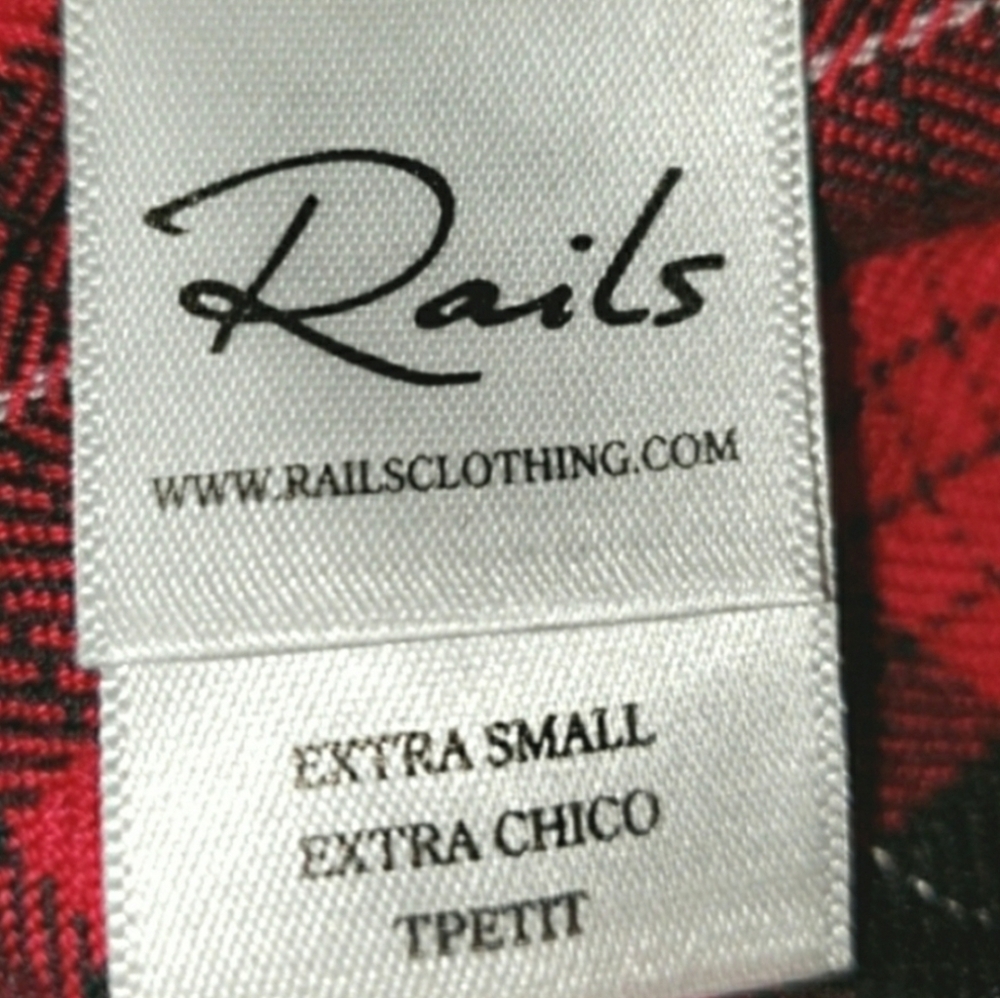 Rails
WWW.RAILSCLOTHING.COM
EXTRA SMALL
EXTRA CHICO
TPETIT